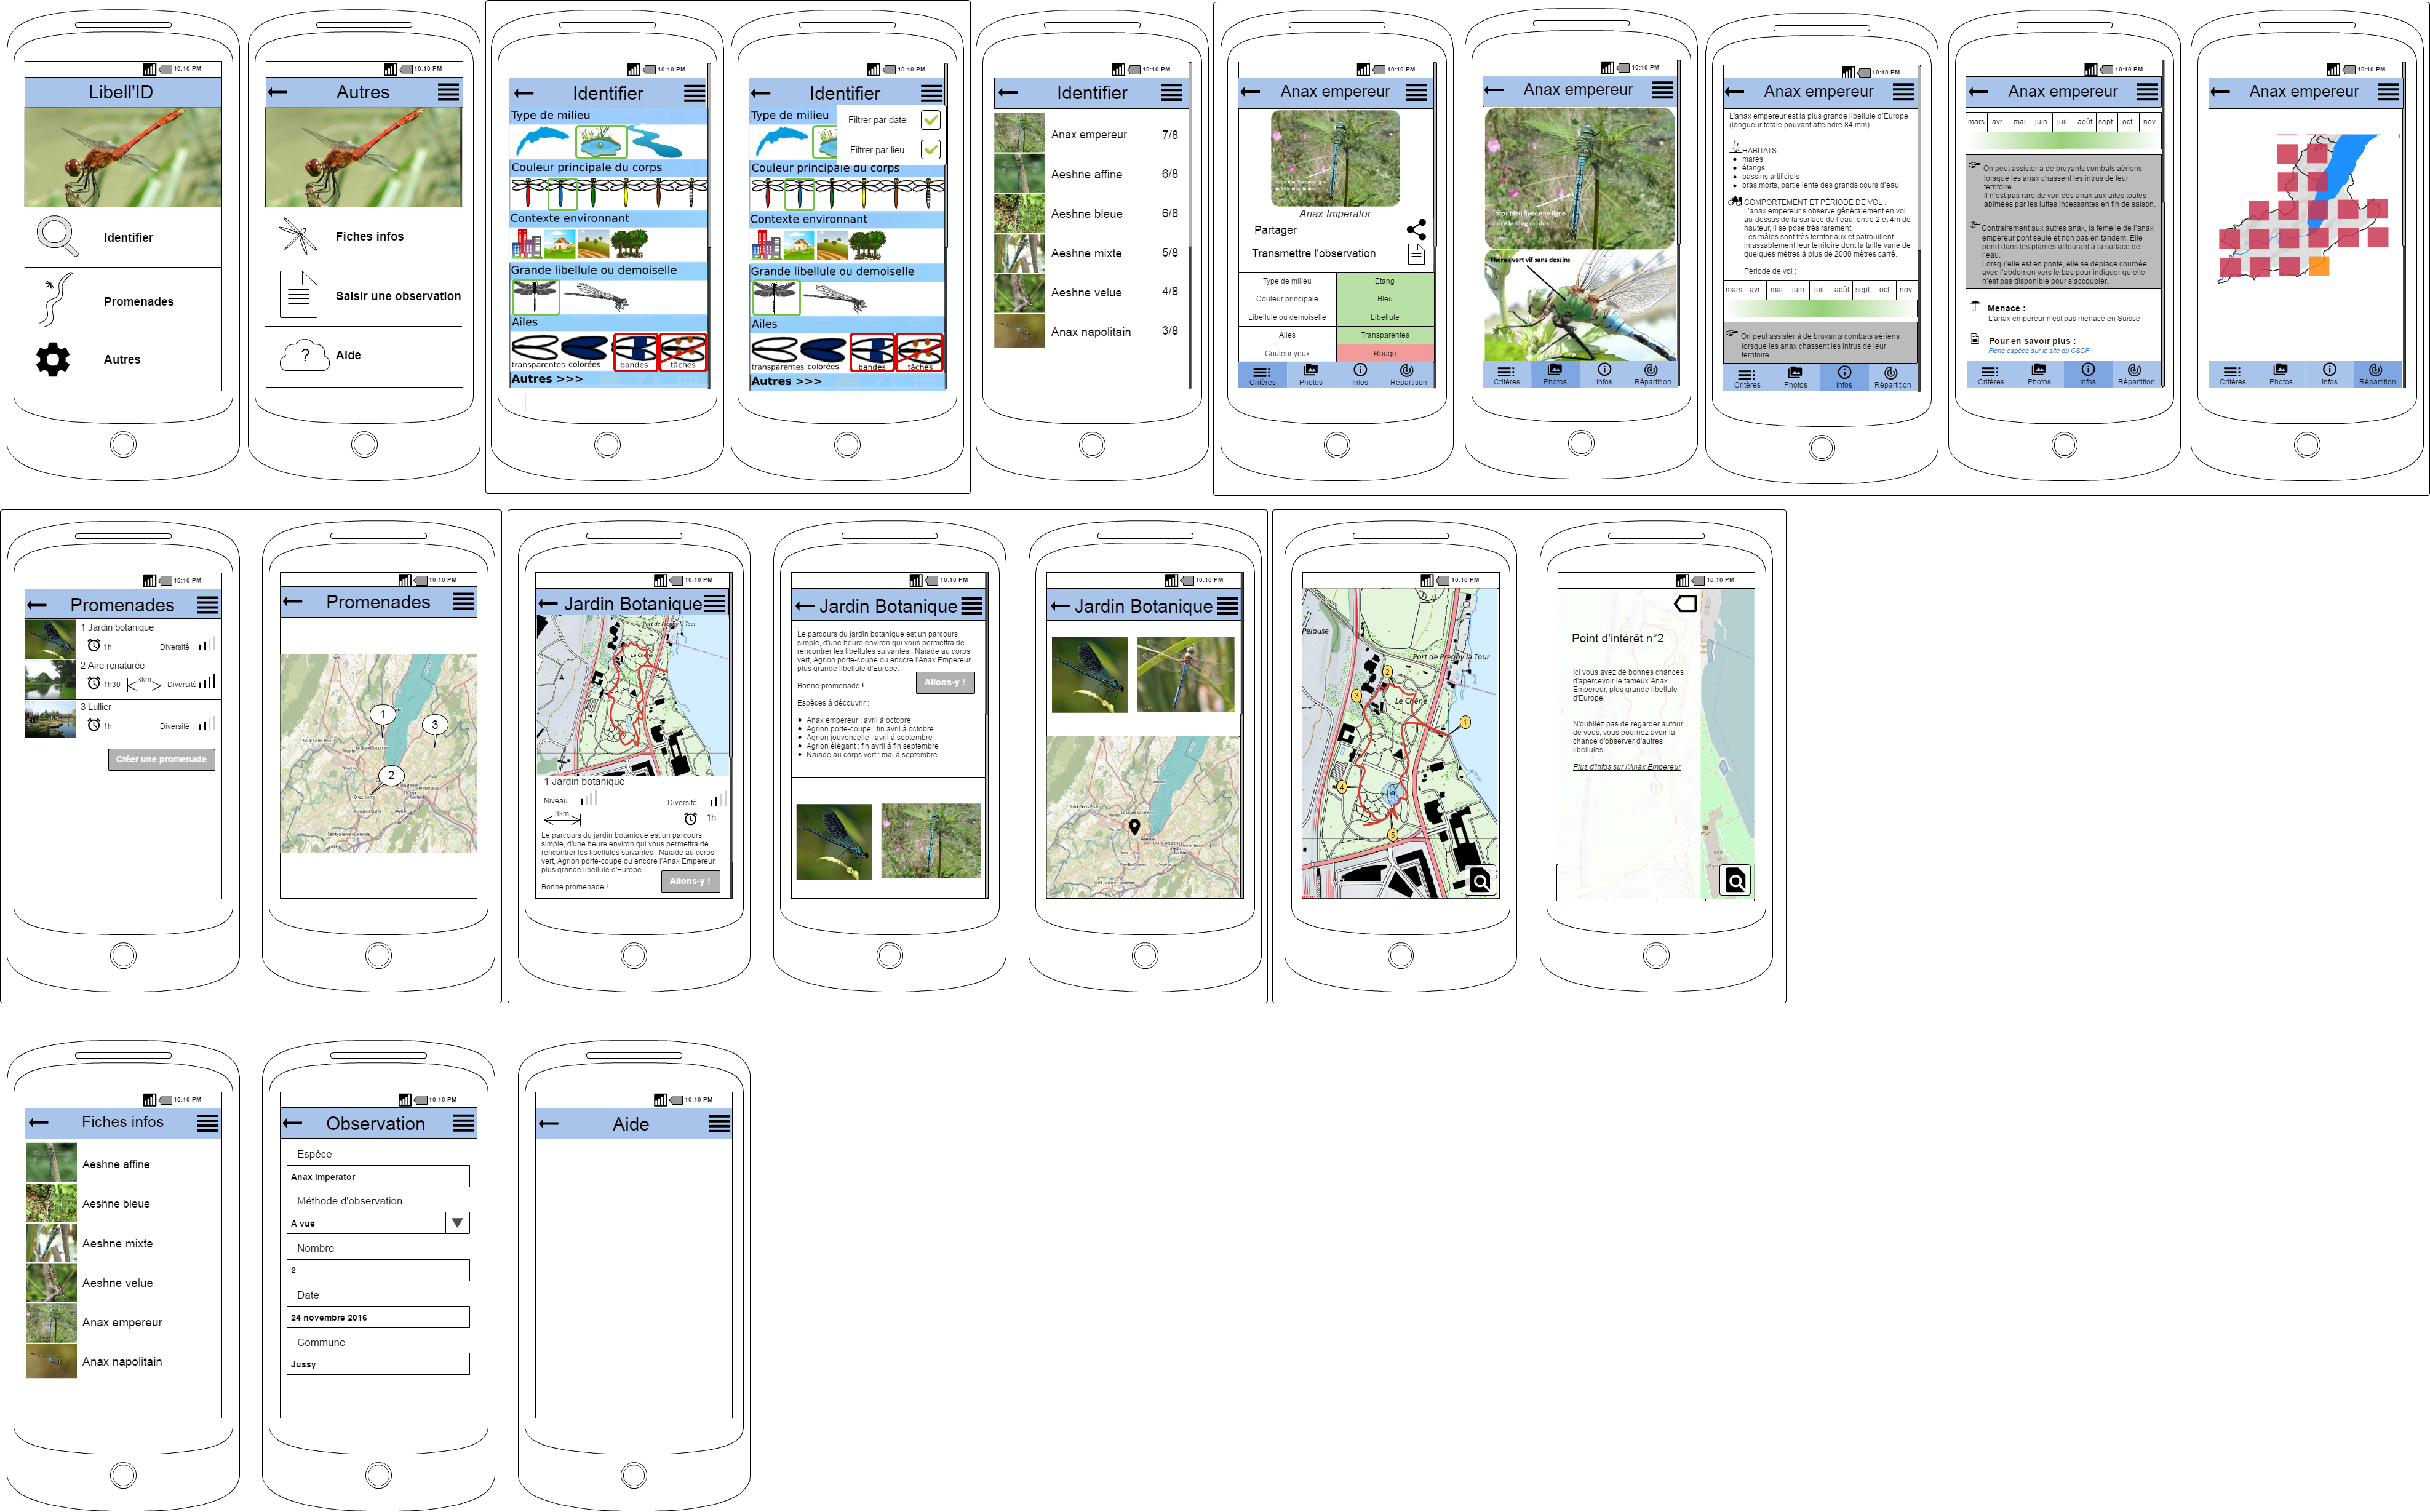 10:10 PM
Libell'ID
Identifier
Promenades
Autres
10:10 PM
Autres
Fiches infos
Saisir une observation
?
Aide
10:10 PM
Identifier
Type de milieu
Couleur principale du corps
Contexte environnant
Grande libellule ou demoiselle
Ailes
transparentes colorées bandes tâches
Autres >>>
10:10 PM
Identifier
Type de milieu
Filtrer par date
Filtrer par lieu
Couleur principale du corps
Contexte environnant
Grande libellule ou demoiselle
Ailes
transparentes colorées bandes tâches
Autres >>>
10:10 PM
Identifier
Anax empereur 7/8
Aeshne affine 6/8
Aeshne bleue 6/8
Aeshne mixte 5/8
Aeshne velue 4/8
Anax napolitain 3/8
10:10 PM
Anax empereur
Anax Imperator
Partager
Transmettre l'observation
Type de milieu Étang
Couleur principale Bleu
Libellule ou demoiselle Libellule
Ailes Transparentes
Couleur yeux Rouge
Critères Photos Infos Répartition
10:10 PM
Anax empereur
Corps bleu avec une ligne
noire le long du dos
Thorax vert vif sans dessins
Critères Photos Infos Répartition
10:10 PM
Anax empereur
L'anax empereur est la plus grande libellule d'Europe
(longueur totale pouvant atteindre 84 mm).
HABITATS :
mares
étangs
bassins artificiels
bras morts, partie lente des grands cours d'eau
COMPORTEMENT ET PÉRIODE DE VOL :
L'anax empereur s'observe généralement en vol
au-dessus de la surface de l'eau, entre 2 et 4m de
hauteur, il se pose très rarement.
Les mâles sont très territoriaux et patrouillent
inlassablement leur territoire dont la taille varie de
quelques mètres à plus de 2000 mètres carré.
Période de vol :
mars avr. mai juin juil. août sept. oct. nov.
On peut assister à de bruyants combats aériens
lorsque les anax chassent les intrus de leur
territoire.
Critères Photos Infos Répartition
10:10 PM
Anax empereur
mars avr. mai juin juil. août sept. oct. nov.
On peut assister à de bruyants combats aériens
lorsque les anax chassent les intrus de leur
territoire.
Il n'est pas rare de voir des anax aux ailes toutes
abîmées par les luttes incessantes en fin de saison.
Contrairement aux autres anax, la femelle de l'anax
empereur pont seule et non pas en tandem. Elle
pond dans les plantes affleurant à la surface de
l'eau.
Lorsqu'elle est en ponte, elle se déplace courbée
avec l'abdomen vers le bas pour indiquer qu'elle
n'est pas disponible pour s'accoupler.
Menace :
L'anax empereur n'est pas menacé en Suisse
Pour en savoir plus :
Fiche espèce sur le site du CSCF
Critères Photos Infos Répartition
10:10 PM
Anax empereur
Critères Photos Infos Répartition
10:10 PM
Promenades
1 Jardin botanique
1h Diversité
2 Aire renaturée
1h30 3km Diversité
3 Lullier
1h Diversité
Créer une promenade
10:10 PM
Promenades
1
3
2
10:10 PM
Jardin Botanique
Port de Pregny la Tour
Le Chêne
1 Jardin botanique
Niveau Diversité
3km 1h
Le parcours du jardin botanique est un parcours
simple, d'une heure environ qui vous permettra de
rencontrer les libellules suivantes : Naïade au corps
vert, Agrion porte-coupe ou encore l'Anax Empereur,
plus grande libellule d'Europe.
Bonne promenade !
Allons-y !
10:10 PM
Jardin Botanique
Le parcours du jardin botanique est un parcours
simple, d'une heure environ qui vous permettra de
rencontrer les libellules suivantes : Naïade au corps
vert, Agrion porte-coupe ou encore l'Anax Empereur,
plus grande libellule d'Europe.
Bonne promenade !
Allons-y !
Espèces à découvrir :
Anax empereur : avril à octobre
Agrion porte-coupe : fin avril à octobre
Agrion jouvencelle : avril à septembre
Agrion élégant : fin avril à fin septembre
Naïade au corps vert : mai à septembre
10:10 PM
Jardin Botanique
10:10 PM
Pelouse
Port de Pregny la Tour
2
3
Le Chêne
1
4
5
10:10 PM
Point d'intérêt n°2
Ici vous avez de bonnes chances
d'apercevoir le fameux Anax
Empereur, plus grande libellule
d'Europe.
N'oubliez pas de regarder autour
de vous, vous pourriez avoir la
chance d'observer d'autres
libellules.
Plus d'infos sur l'Anax Empereur
10:10 PM
Fiches infos
Aeshne affine
Aeshne bleue
Aeshne mixte
Aeshne velue
Anax empereur
Anax napolitain
10:10 PM
Observation
Espèce
Anax imperator
Méthode d'observation
A vue
Nombre
2
Date
24 novembre 2016
Commune
Jussy
10:10 PM
Aide